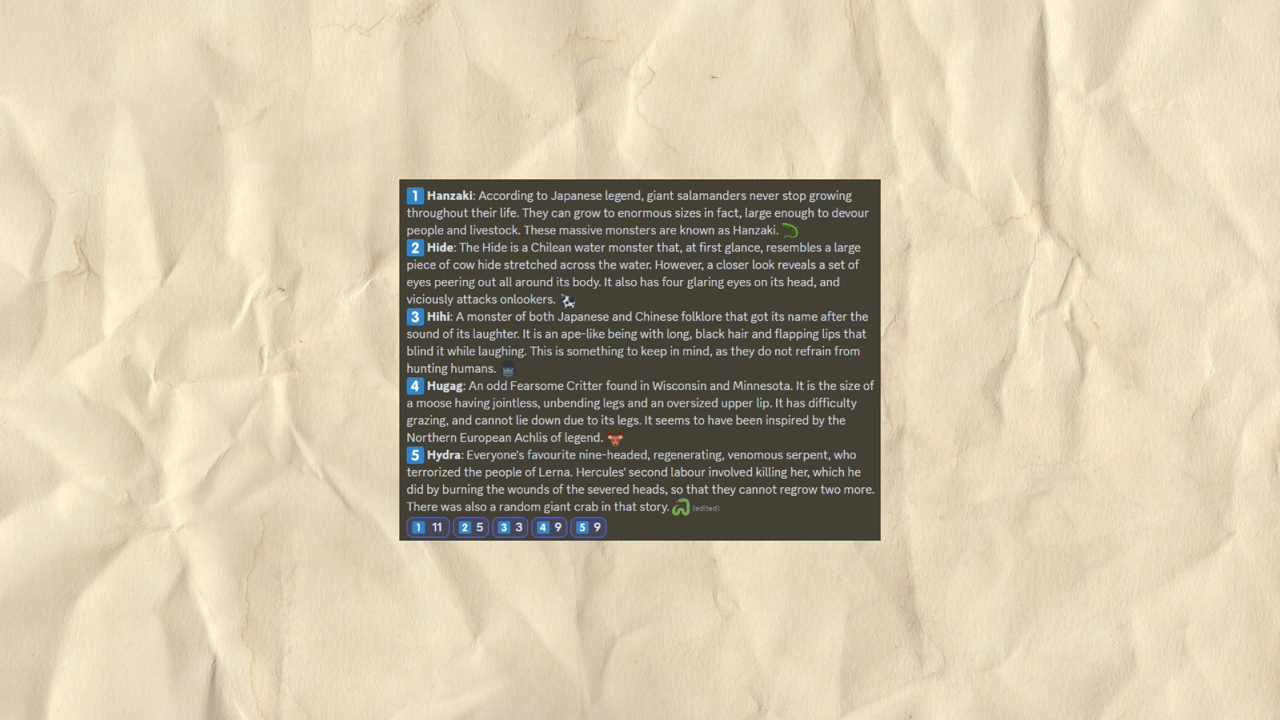 1 Hanzaki: According to Japanese legend, giant salamanders never stop growing
throughout their life. They can grow to enormous sizes in fact, large enough to devour
people and livestock. These massive monsters are known as Hanzaki.
2 Hide: The Hide is a Chilean water monster that, at first glance, resembles a large
piece of cow hide stretched across the water. However, a closer look reveals a set of
eyes peering out all around its body. It also has four glaring eyes on its head, and
viciously attacks onlookers.
3 Hihi: A monster of both Japanese and Chinese folklore that got its name after the
sound of its laughter. It is an ape-like being with long, black hair and flapping lips that
blind it while laughing. This is something to keep in mind, as they do not refrain from
hunting humans.
4 Hugag: An odd Fearsome Critter found in Wisconsin and Minnesota. It is the size of
a moose having jointless, unbending legs and an oversized upper lip. It has difficulty
grazing, and cannot lie down due to its legs. It seems to have been inspired by the
Northern European Achlis of legend.
5 Hydra: Everyone's favourite nine-headed, regenerating, venomous serpent, who
terrorized the people of Lerna. Hercules' second labour involved killing her, which he
did by burning the wounds of the severed heads, so that they cannot regrow two more.
There was also a random giant crab in that story. (edited)
1 11 2 5 3 3 4 9 5 9